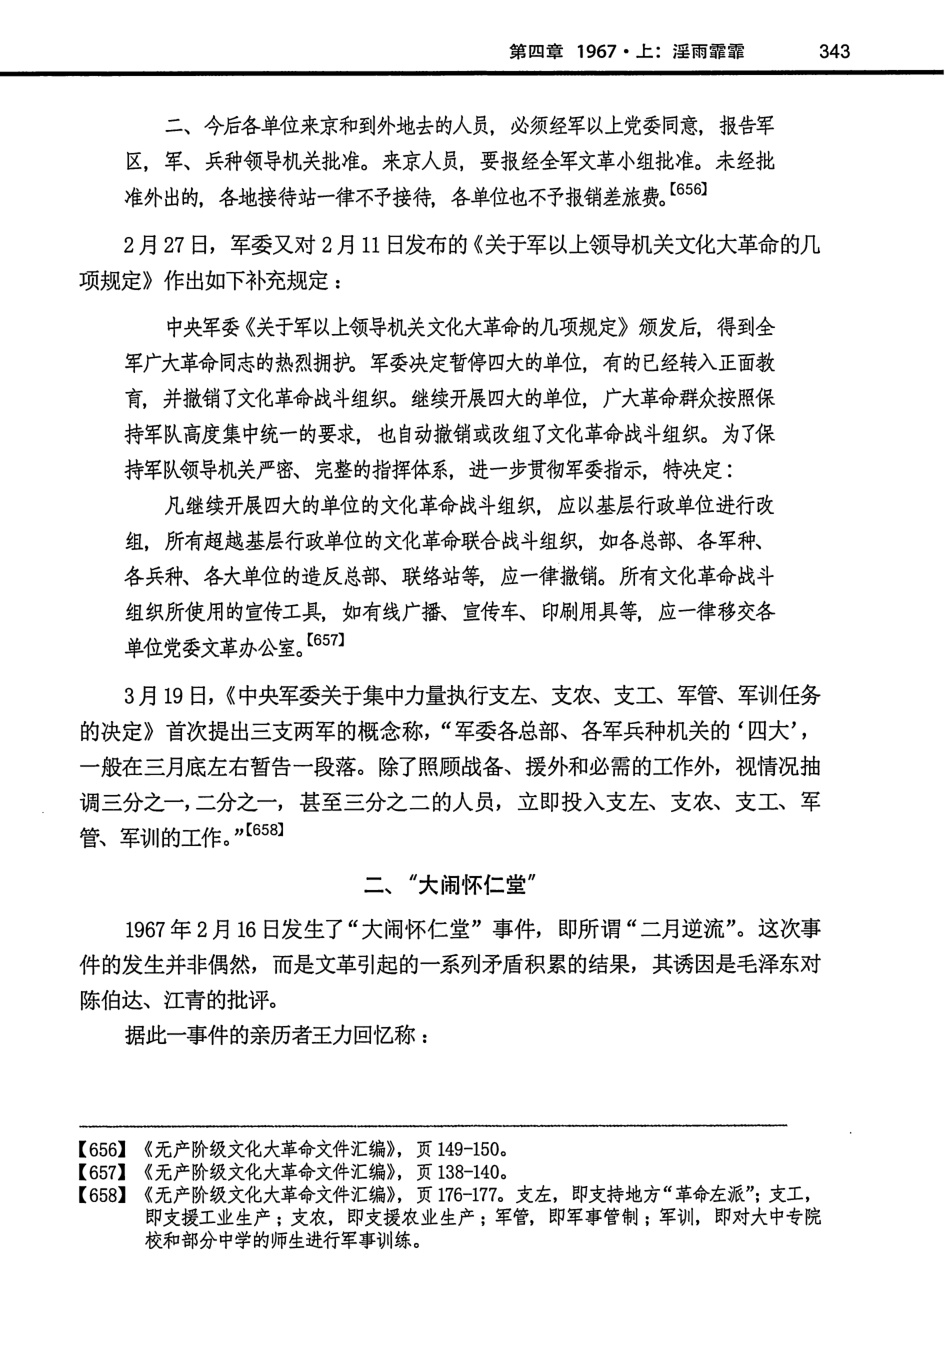 第四章 1967·上：淫雨霏霏 343
二、今后各单位来京和到外地去的人员，必须经军以上党委同意，报告军
区，军、兵种领导机关批准。来京人员，要报经全军文革小组批准。未经批
准外出的，各地接待站一律不予接待，各单位也不予报销差旅费。【656】
2月27日，军委又对2月11日发布的《关于军以上领导机关文化大革命的几
项规定》作出如下补充规定：
中央军委《关于军以上领导机关文化大革命的几项规定》颁发后，得到全
军广大革命同志的热烈拥护。军委决定暂停四大的单位，有的已经转入正面教
育，并撤销了文化革命战斗组织。继续开展四大的单位，广大革命群众按照保
持军队高度集中统一的要求，也自动撤销或改组了文化革命战斗组织。为了保
持军队领导机关严密、完整的指挥体系，进一步贯彻军委指示，特决定：
凡继续开展四大的单位的文化革命战斗组织，应以基层行政单位进行改
组，所有超越基层行政单位的文化革命联合战斗组织，如各总部、各军种、
各兵种、各大单位的造反总部、联络站等，应一律撤销。所有文化革命战斗
组织所使用的宣传工具，如有线广播、宣传车、印刷用具等，应一律移交各
单位党委文革办公室。【657】
3月19日，《中央军委关于集中力量执行支左、支农、支工、军管、军训任务
的决定》首次提出三支两军的概念称，“军委各总部、各军兵种机关的‘四大’，
一般在三月底左右暂告一段落。除了照顾战备、援外和必需的工作外，视情况抽
调三分之一，二分之一，甚至三分之二的人员，立即投入支左、支农、支工、军
管、军训的工作。”【658】
二、“大闹怀仁堂”
1967年2月16日发生了“大闹怀仁堂”事件，即所谓“二月逆流”。这次事
件的发生并非偶然，而是文革引起的一系列矛盾积累的结果，其诱因是毛泽东对
陈伯达、江青的批评。
据此一事件的亲历者王力回忆称：
【656】《无产阶级文化大革命文件汇编》，页149-150。
【657】《无产阶级文化大革命文件汇编》，页138-140。
【658】《无产阶级文化大革命文件汇编》，页176-177。支左，即支持地方“革命左派”；支工，
即支援工业生产；支农，即支援农业生产；军管，即军事管制；军训，即对大中专院
校和部分中学的师生进行军事训练。